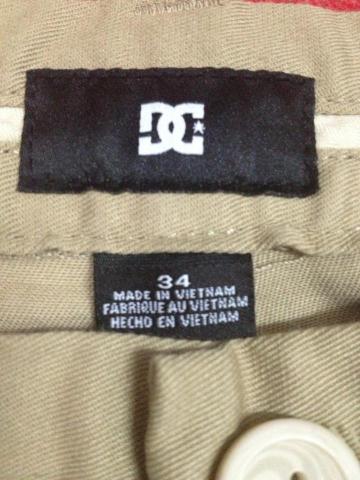 DC
34
MADE IN VIETNAM
FABRIQUE AU VIETNAM
HECHO EN VIETNAM